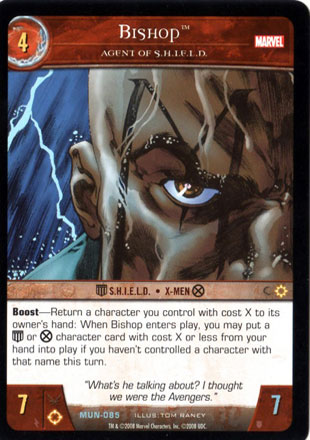 4
BISHOP™
MARVEL
AGENT OF S.H.I.E.L.D.
S.H.I.E.L.D. • X-MEN
C
Boost—Return a character you control with cost X to its
owner's hand: When Bishop enters play, you may put a
or character card with cost X or less from your
hand into play if you haven't controlled a character with
that name this turn.
"What's he talking about? I thought
we were the Avengers."
7
MUN-085
ILLUS: TOM RANEY
7
TM & ©2008 Marvel Characters, Inc. ©2008 UDC.